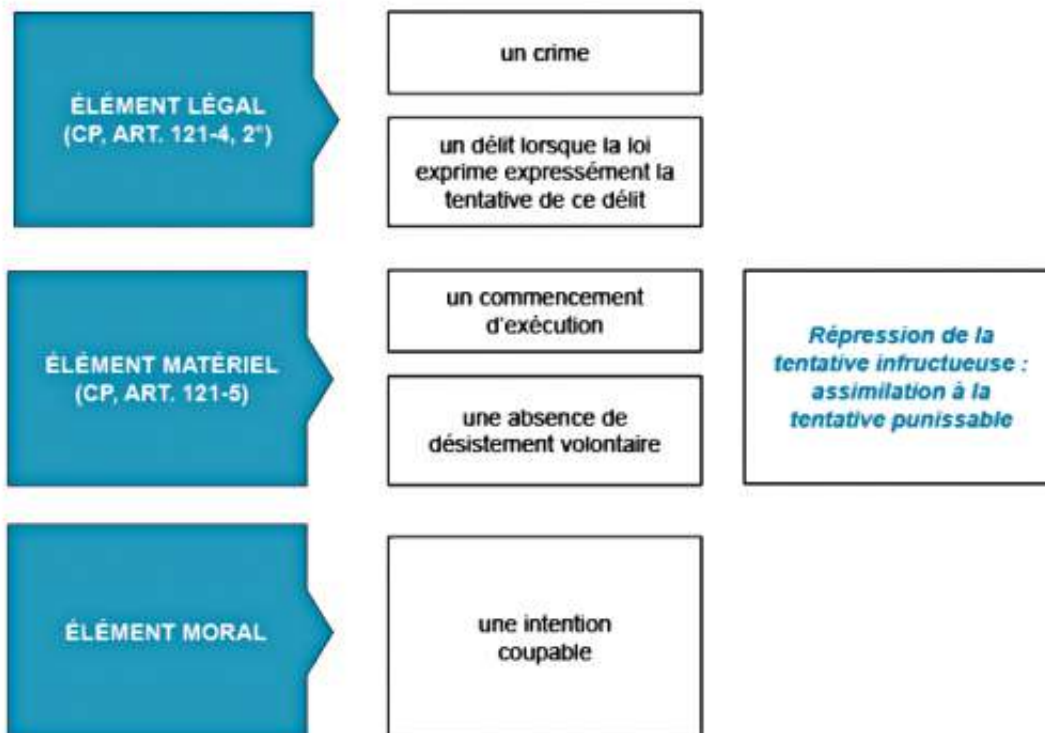 ÉLÉMENT LÉGAL
(CP, ART. 121-4, 2°)
un crime
un délit lorsque la loi
exprime expressément la
tentative de ce délit
ÉLÉMENT MATÉRIEL
(CP, ART. 121-5)
un commencement
d'exécution
une absence de
désistement volontaire
Répression de la
tentative infructueuse :
assimilation à la
tentative punissable
ÉLÉMENT MORAL
une intention
coupable